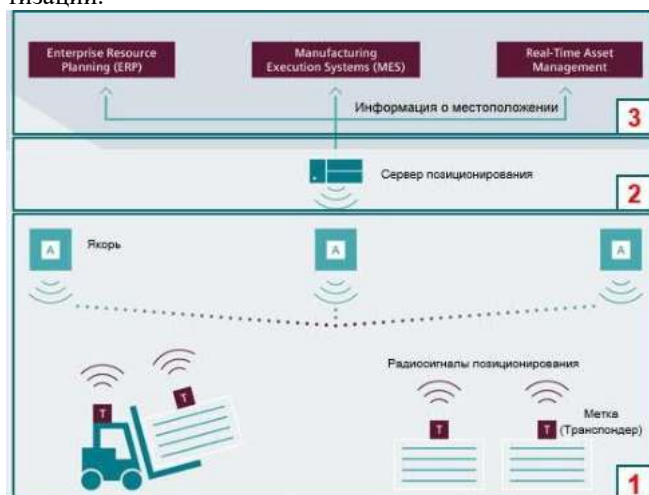 тизации.
Enterprise Resource
Planning (ERP)
Manufacturing
Execution Systems (MES)
Real-Time Asset
Management
Информация о местоположении
3
Сервер позиционирования
2
A
Якорь
A
A
Радиосигналы позиционирования
T
T
T
T
Метка
(Транспондер)
1